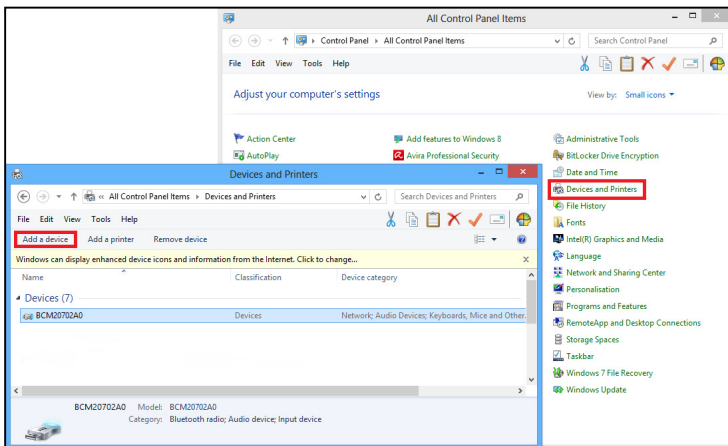 All Control Panel Items
Control Panel ▸ All Control Panel Items
Search Control Panel
File Edit View Tools Help
Adjust your computer's settings
View by: Small icons
Action Center
Add features to Windows 8
Administrative Tools
AutoPlay
Avira Professional Security
BitLocker Drive Encryption
Date and Time
Devices and Printers
File History
Fonts
Intel(R) Graphics and Media
Language
Network and Sharing Center
Personalisation
Programs and Features
RemoteApp and Desktop Connections
Storage Spaces
Taskbar
Windows 7 File Recovery
Windows Update
Devices and Printers
« All Control Panel Items ▸ Devices and Printers
Search Devices and Printers
File Edit View Tools Help
Add a device Add a printer Remove device
Windows can display enhanced device icons and information from the Internet. Click to change...
Name Classification Device category
Devices (7)
BCM20702A0 Devices Network; Audio Devices; Keyboards, Mice and Other.
BCM20702A0 Model: BCM20702A0
Category: Bluetooth radio; Audio device; Input device